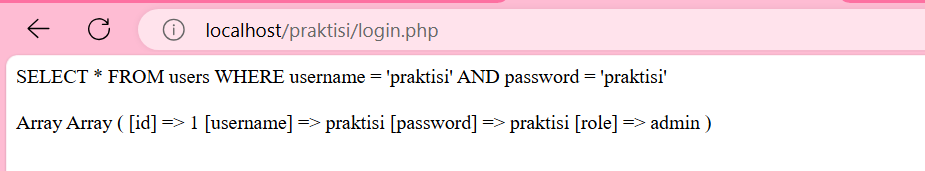 localhost/praktisi/login.php
SELECT * FROM users WHERE username = 'praktisi' AND password = 'praktisi'
Array Array ( [id] => 1 [username] => praktisi [password] => praktisi [role] => admin )